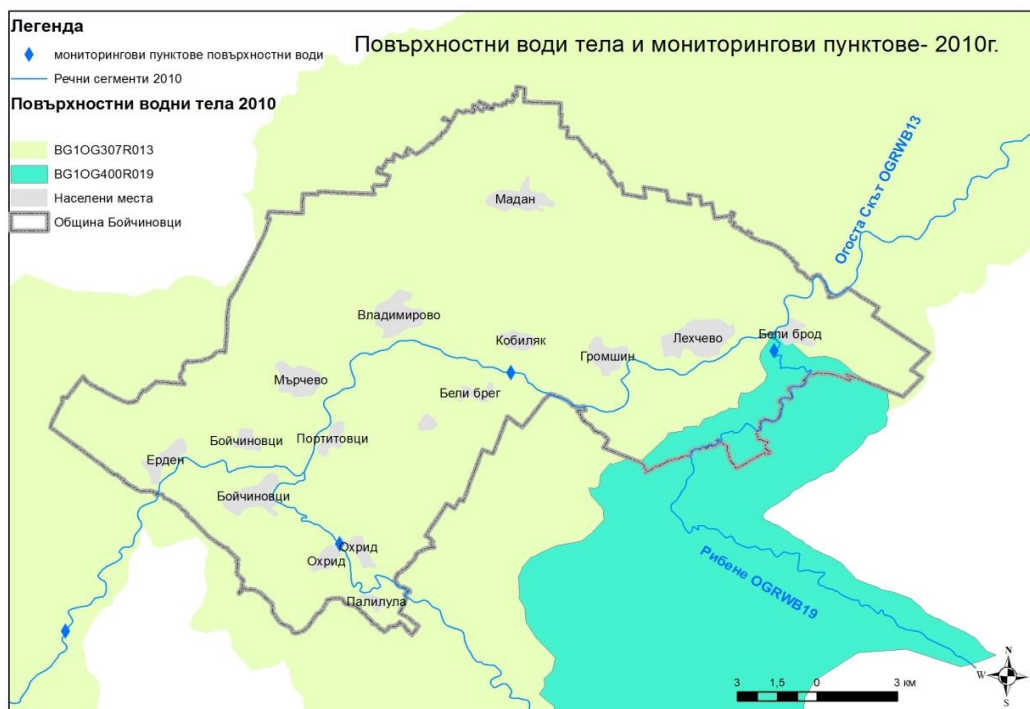 Легенда
мониторингови пунктове повърхностни води
Речни сегменти 2010
Повърхностни водни тела 2010
BG1OG307R013
BG1OG400R019
Населени места
Община Бойчиновци
Повърхностни води тела и мониторингови пунктове- 2010г.
Мадан
Огоста Скът OGRWB13
Владимирово
Кобиляк
Громшин
Лехчево
Бели брод
Мърчево
Бели брег
Бойчиновци
Портитовци
Ерден
Бойчиновци
Охрид
Охрид
Палилула
Рибене OGRWB19
N
W
S
3 1,5 0 3 км